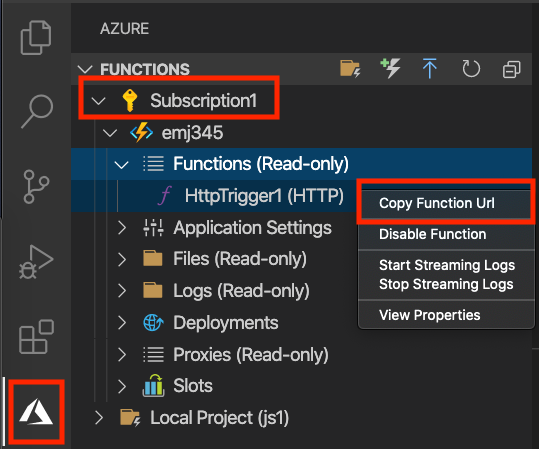 AZURE
FUNCTIONS
Subscription1
emj345
Functions (Read-only)
HttpTrigger1 (HTTP)
Copy Function Url
Disable Function
Start Streaming Logs
Stop Streaming Logs
View Properties
Application Settings
Files (Read-only)
Logs (Read-only)
Deployments
Proxies (Read-only)
Slots
Local Project (js1)